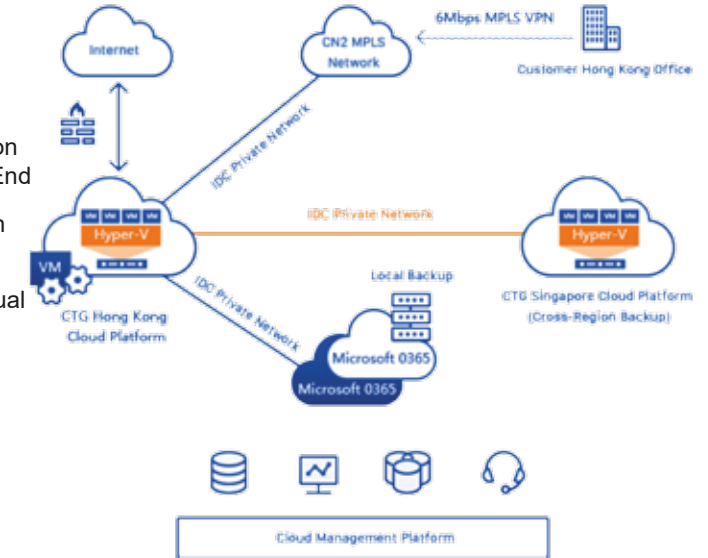 Internet
CN2 MPLS
Network
6Mbps MPLS VPN
Customer Hong Kong Office
on
End
n
ual
IDC Private Network
IDC Private Network
IDC Private Network
VM VM VM VM
Hyper-V
VM
CTG Hong Kong
Cloud Platform
VM VM VM VM
Hyper-V
CTG Singapore Cloud Platform
(Cross-Region Backup)
Local Backup
Microsoft 0365
Microsoft 0365
Cloud Management Platform